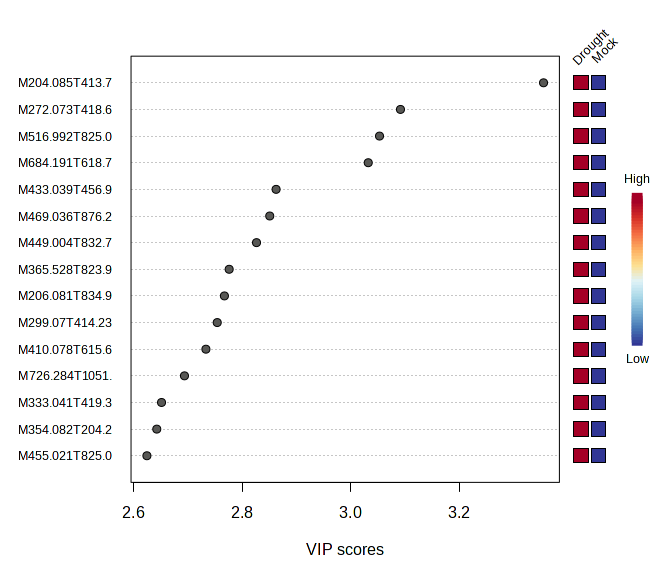 Drought
Mock
M204.085T413.7
M272.073T418.6
M516.992T825.0
M684.191T618.7
M433.039T456.9
M469.036T876.2
M449.004T832.7
M365.528T823.9
M206.081T834.9
M299.07T414.23
M410.078T615.6
M726.284T1051.
M333.041T419.3
M354.082T204.2
M455.021T825.0
High
Low
2.6 2.8 3.0 3.2
VIP scores